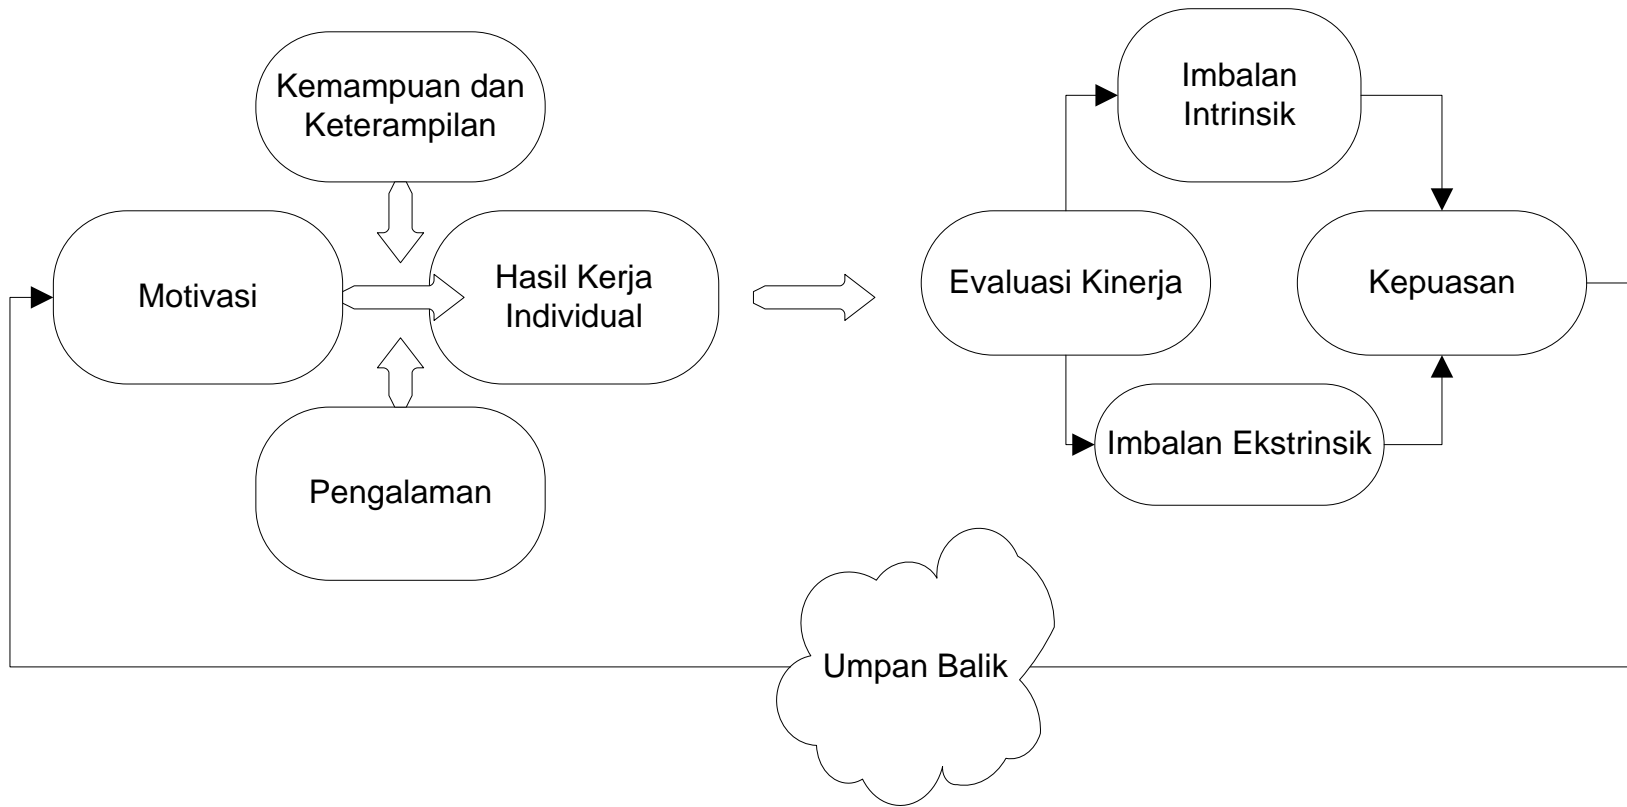 Kemampuan dan
Keterampilan
Imbalan
Intrinsik
Motivasi
Hasil Kerja
Individual
Evaluasi Kinerja
Kepuasan
Imbalan Ekstrinsik
Pengalaman
Umpan Balik